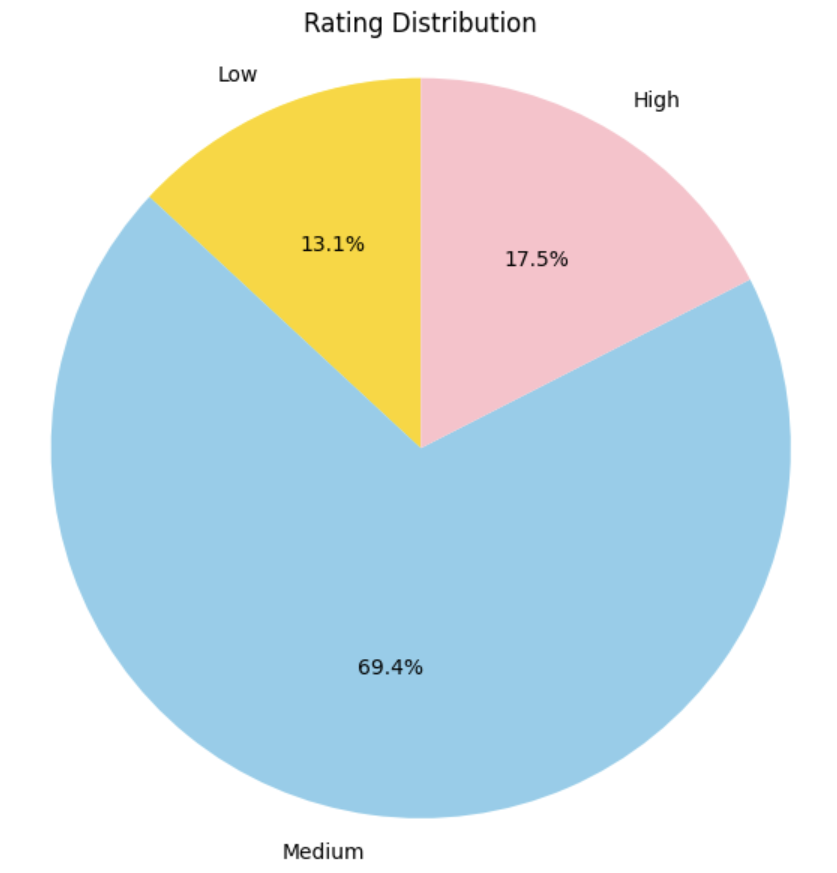 Rating Distribution
Low
High
13.1%
17.5%
69.4%
Medium